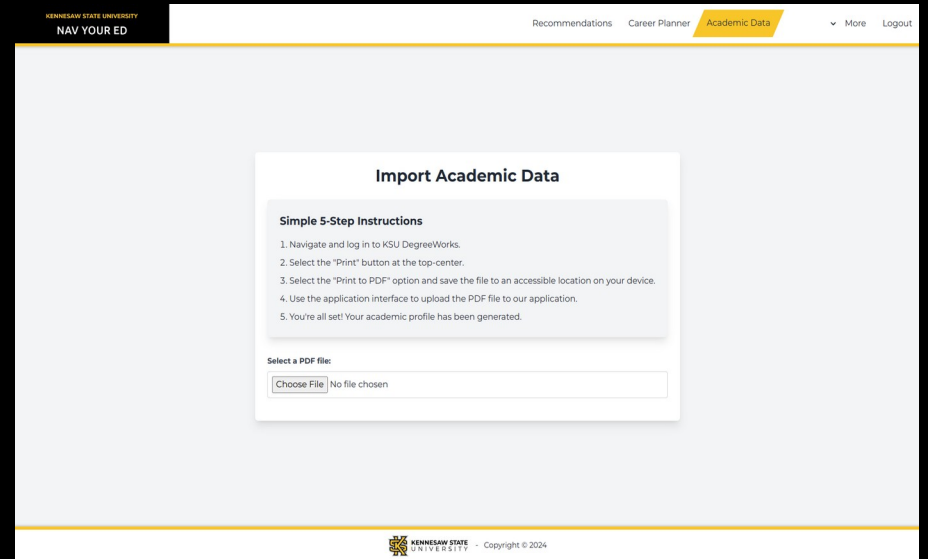 KENNESAW STATE UNIVERSITY
NAV YOUR ED
Recommendations Career Planner Academic Data More Logout
Import Academic Data
Simple 5-Step Instructions
1. Navigate and log in to KSU DegreeWorks.
2. Select the "Print" button at the top-center.
3. Select the "Print to PDF" option and save the file to an accessible location on your device.
4. Use the application interface to upload the PDF file to our application.
5. You're all set! Your academic profile has been generated.
Select a PDF file:
Choose File No file chosen
KENNESAW STATE
UNIVERSITY - Copyright © 2024